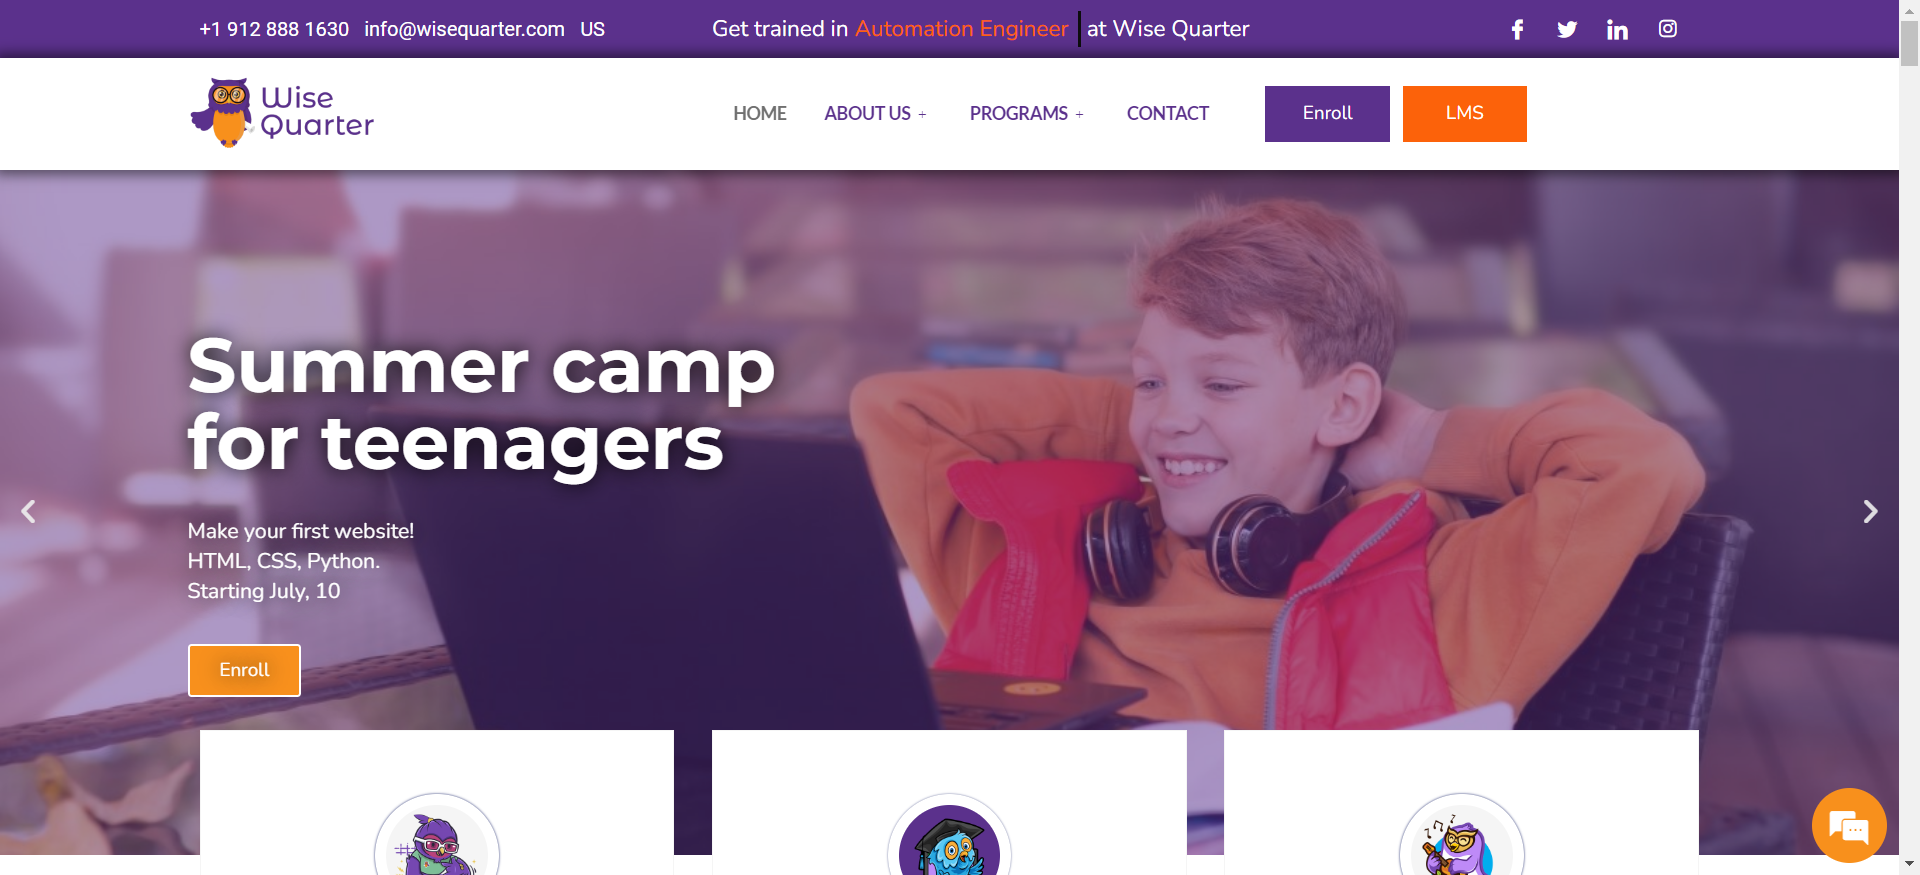 +1 912 888 1630 info@wisequarter.com US
Get trained in Automation Engineer at Wise Quarter
Wise
Quarter
HOME ABOUT US + PROGRAMS + CONTACT
Enroll
LMS
Summer camp
for teenagers
Make your first website!
HTML, CSS, Python.
Starting July, 10
Enroll